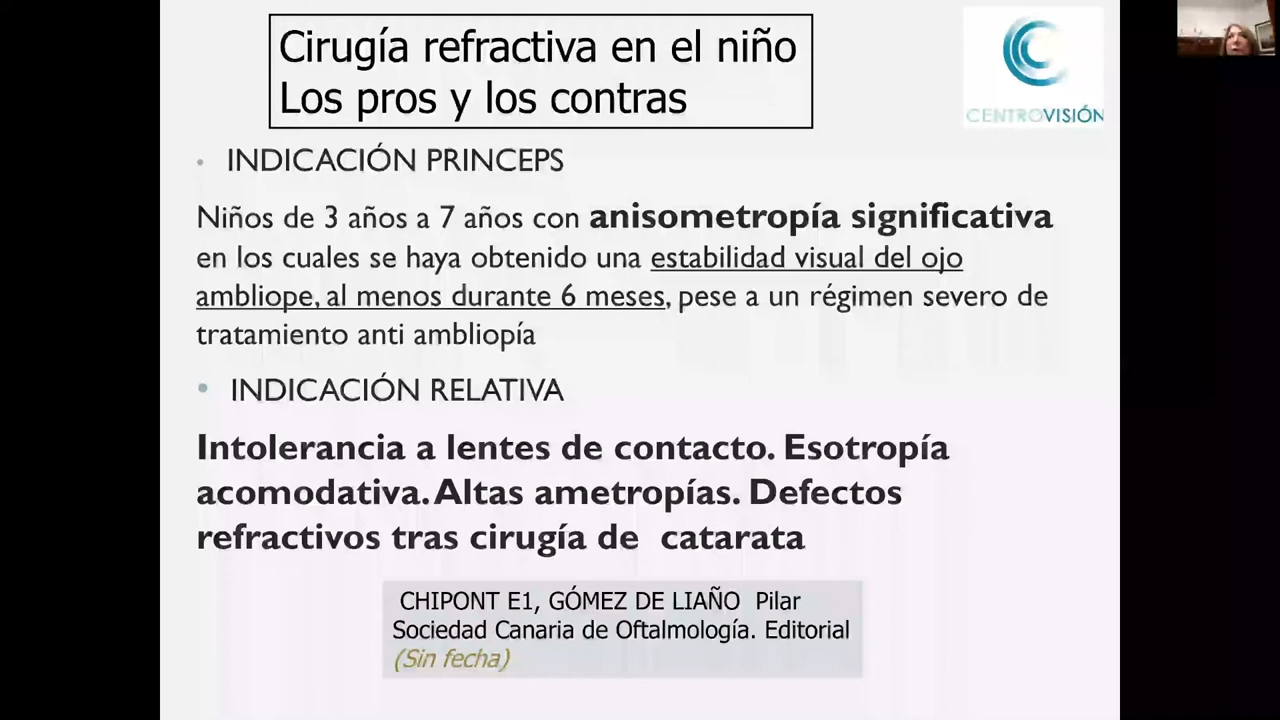 Cirugía refractiva en el niño
Los pros y los contras
CENTROVISIÓN
• INDICACIÓN PRINCEPS
Niños de 3 años a 7 años con anisometropía significativa
en los cuales se haya obtenido una estabilidad visual del ojo
ambliope, al menos durante 6 meses, pese a un régimen severo de
tratamiento anti ambliopía
• INDICACIÓN RELATIVA
Intolerancia a lentes de contacto. Esotropía
acomodativa. Altas ametropías. Defectos
refractivos tras cirugía de catarata
CHIPONT E1, GÓMEZ DE LIAÑO Pilar
Sociedad Canaria de Oftalmología. Editorial
(Sin fecha)